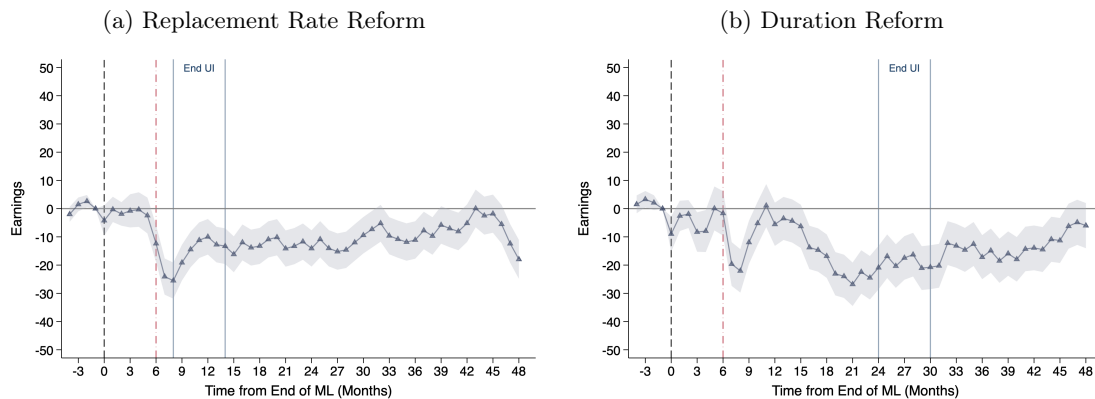 (a) Replacement Rate Reform
50
40
30
20
10
0
-10
-20
-30
-40
-50
Earnings
End UI
-3 0 3 6 9 12 15 18 21 24 27 30 33 36 39 42 45 48
Time from End of ML (Months)
(b) Duration Reform
50
40
30
20
10
0
-10
-20
-30
-40
-50
Earnings
End UI
-3 0 3 6 9 12 15 18 21 24 27 30 33 36 39 42 45 48
Time from End of ML (Months)